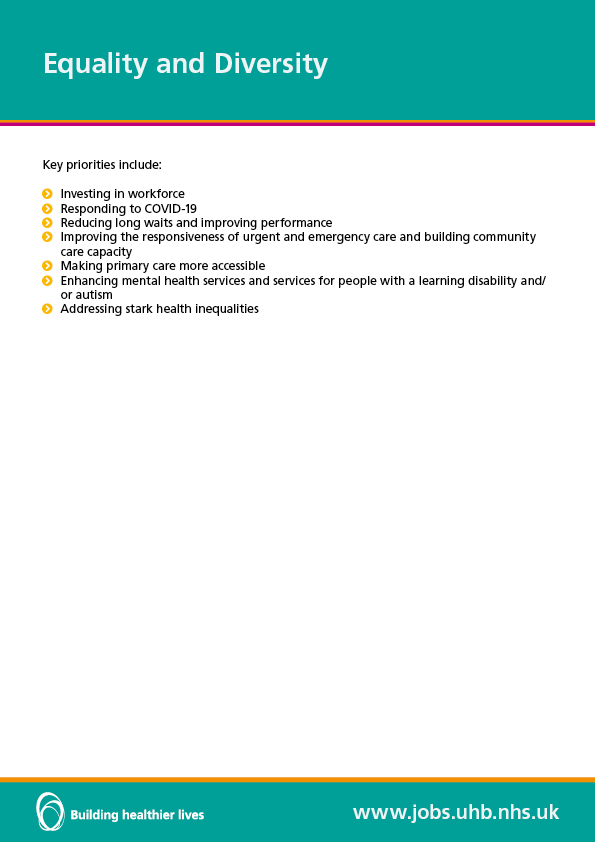 Equality and Diversity
Key priorities include:
Investing in workforce
Responding to COVID-19
Reducing long waits and improving performance
Improving the responsiveness of urgent and emergency care and building community
care capacity
Making primary care more accessible
Enhancing mental health services and services for people with a learning disability and/
or autism
Addressing stark health inequalities
Building healthier lives
www.jobs.uhb.nhs.uk